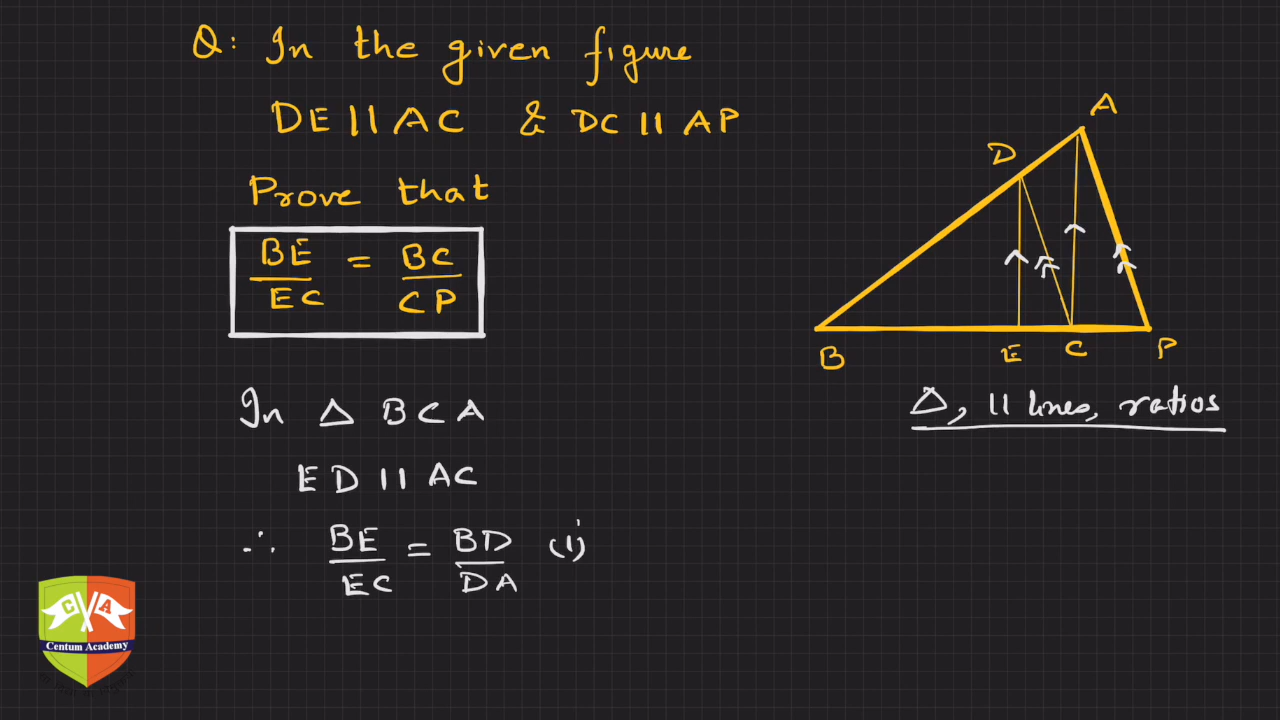 Q: In the given figure
DE || AC & DC || AP
Prove that
BE/EC = BC/CP
In Δ BCA
ED || AC
∴ BE/EC = BD/DA (i)
A
D
B E C P
Δ, || lines, ratios
C A
Centum Academy